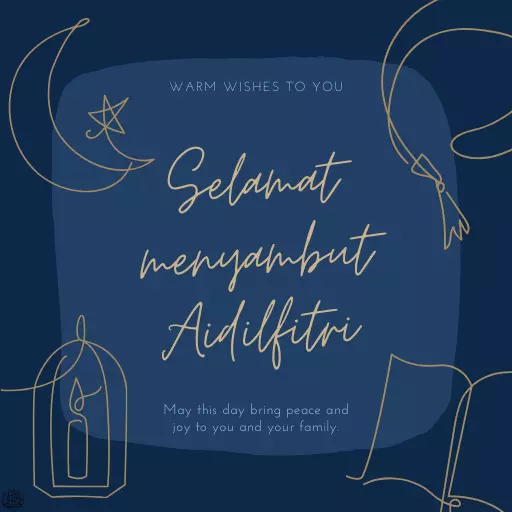 WARM WISHES TO YOU
Selamat
menyambut
Aidilfitri
May this day bring peace and
joy to you and your family.